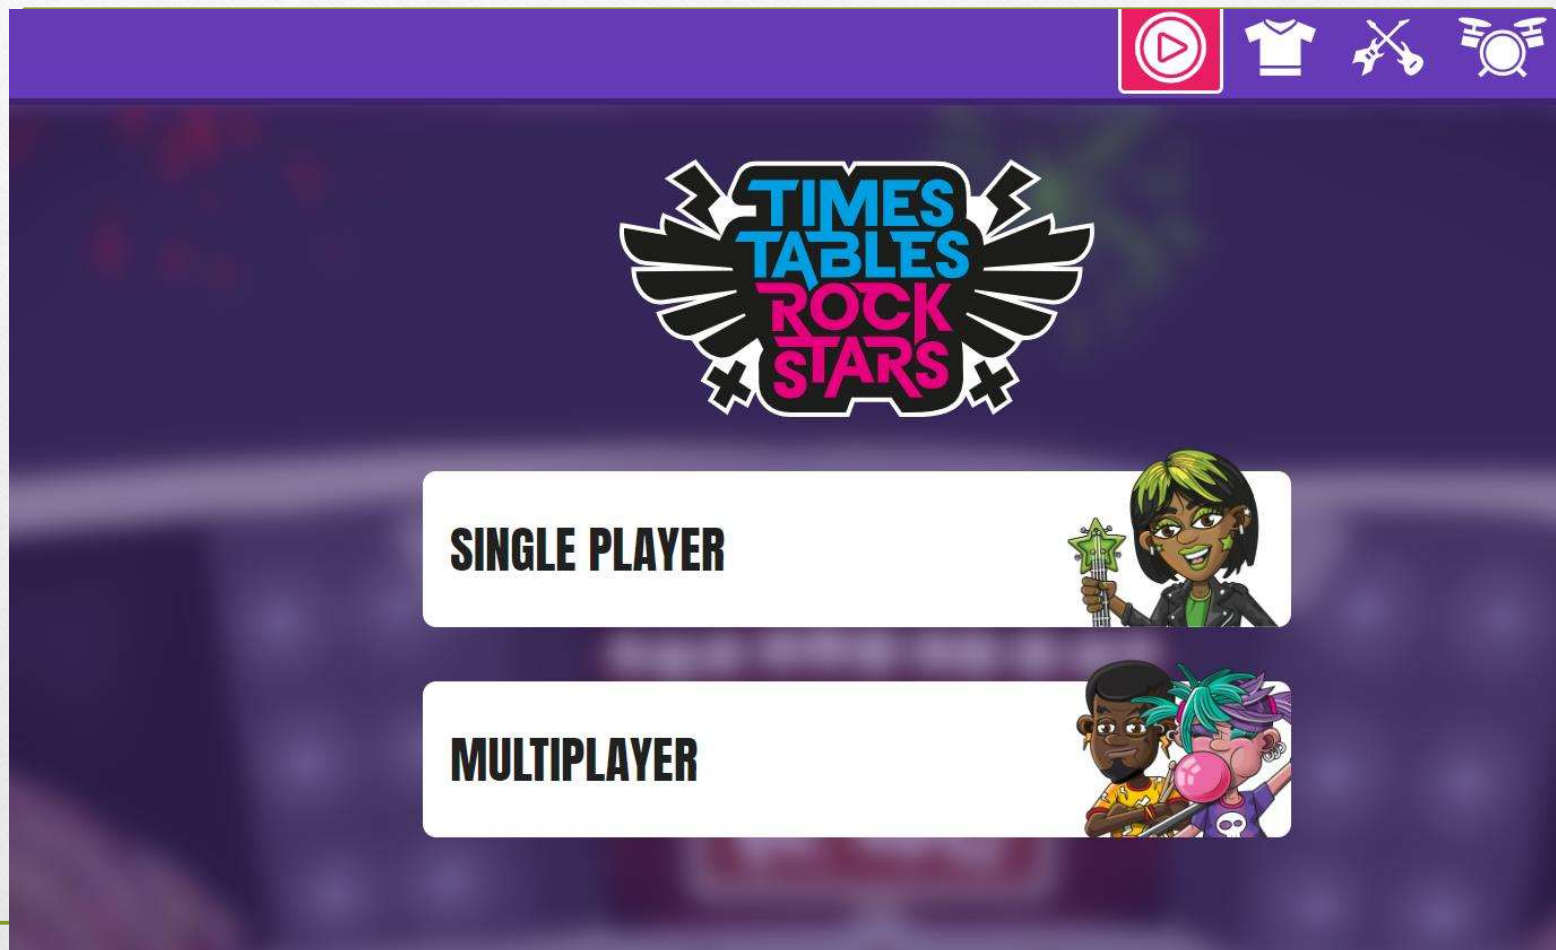 TIMES
TABLES
ROCK
STARS
SINGLE PLAYER
MULTIPLAYER